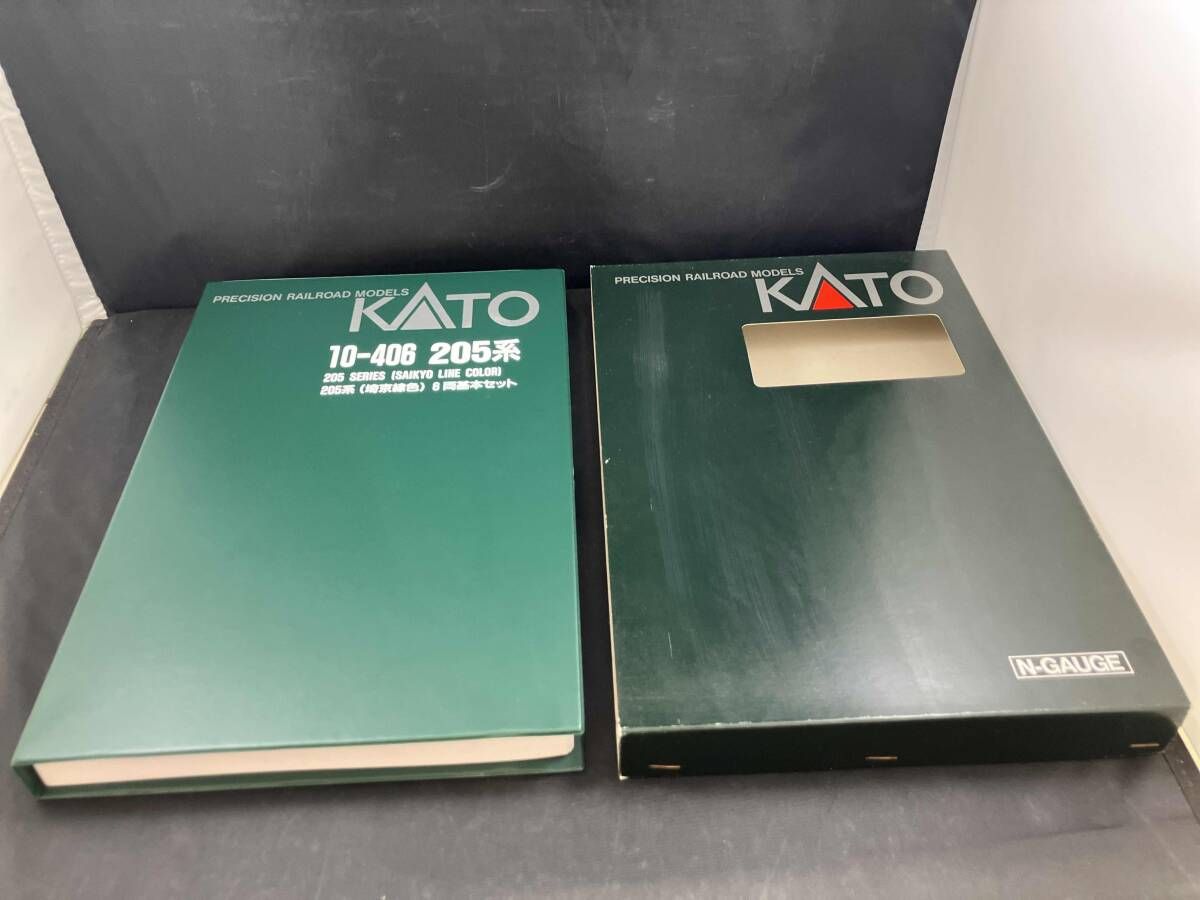 PRECISION RAILROAD MODELS
KATO
10-406 205系
205 SERIES (SAIKYO LINE COLOR)
205系〈埼京線色〉6両基本セット
PRECISION RAILROAD MODELS
KATO
N-GAUGE